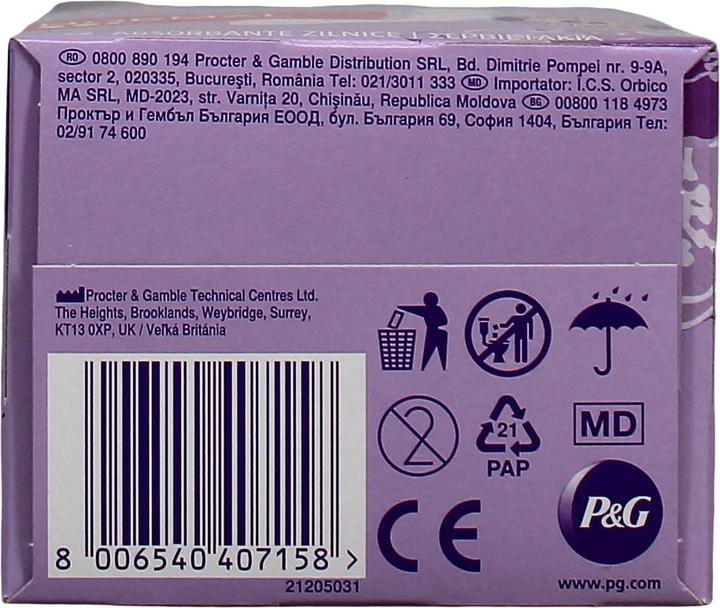 ABSORBANTE ZILNICE | ΣΕΡΒΙΕΤΑΚΙΑ
RO 0800 890 194 Procter & Gamble Distribution SRL, Bd. Dimitrie Pompei nr. 9-9A,
sector 2, 020335, Bucureşti, România Tel: 021/3011 333 MD Importator: I.C.S. Orbico
MA SRL, MD-2023, str. Varniţa 20, Chişinău, Republica Moldova BG 00800 118 4973
Проктър и Гембъл България ЕООД, бул. България 69, София 1404, България Тел:
02/91 74 600
Procter & Gamble Technical Centres Ltd.
The Heights, Brooklands, Weybridge, Surrey,
KT13 0XP, UK / Veľká Británia
2
21
PAP
MD
CE
P&G
8 006540 407158 >
21205031
www.pg.com